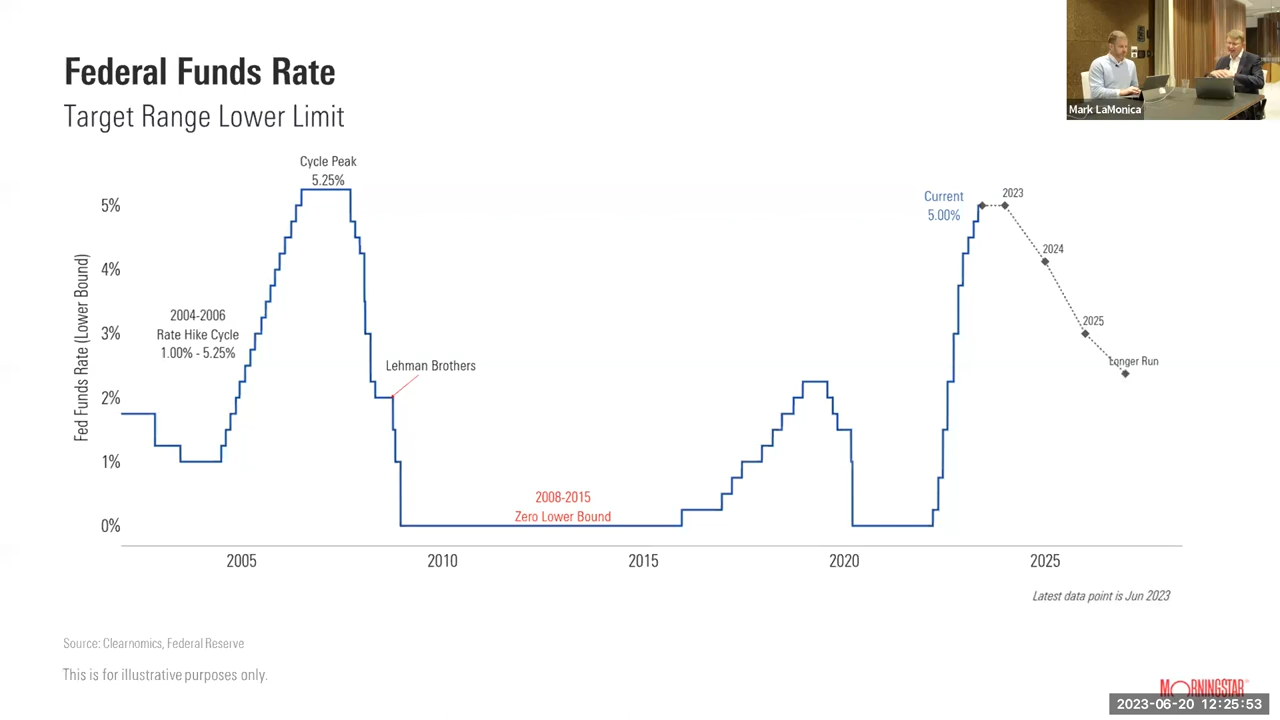 Federal Funds Rate
Target Range Lower Limit
Mark LaMonica
Cycle Peak
5.25%
Current
5.00%
2023
2024
2025
Longer Run
2004-2006
Rate Hike Cycle
1.00% - 5.25%
Lehman Brothers
2008-2015
Zero Lower Bound
Fed Funds Rate (Lower Bound)
5%
4%
3%
2%
1%
0%
2005
2010
2015
2020
2025
Latest data point is Jun 2023
Source: Clearnomics, Federal Reserve
This is for illustrative purposes only.
MORNINGSTAR®
2023-06-20 12:25:53